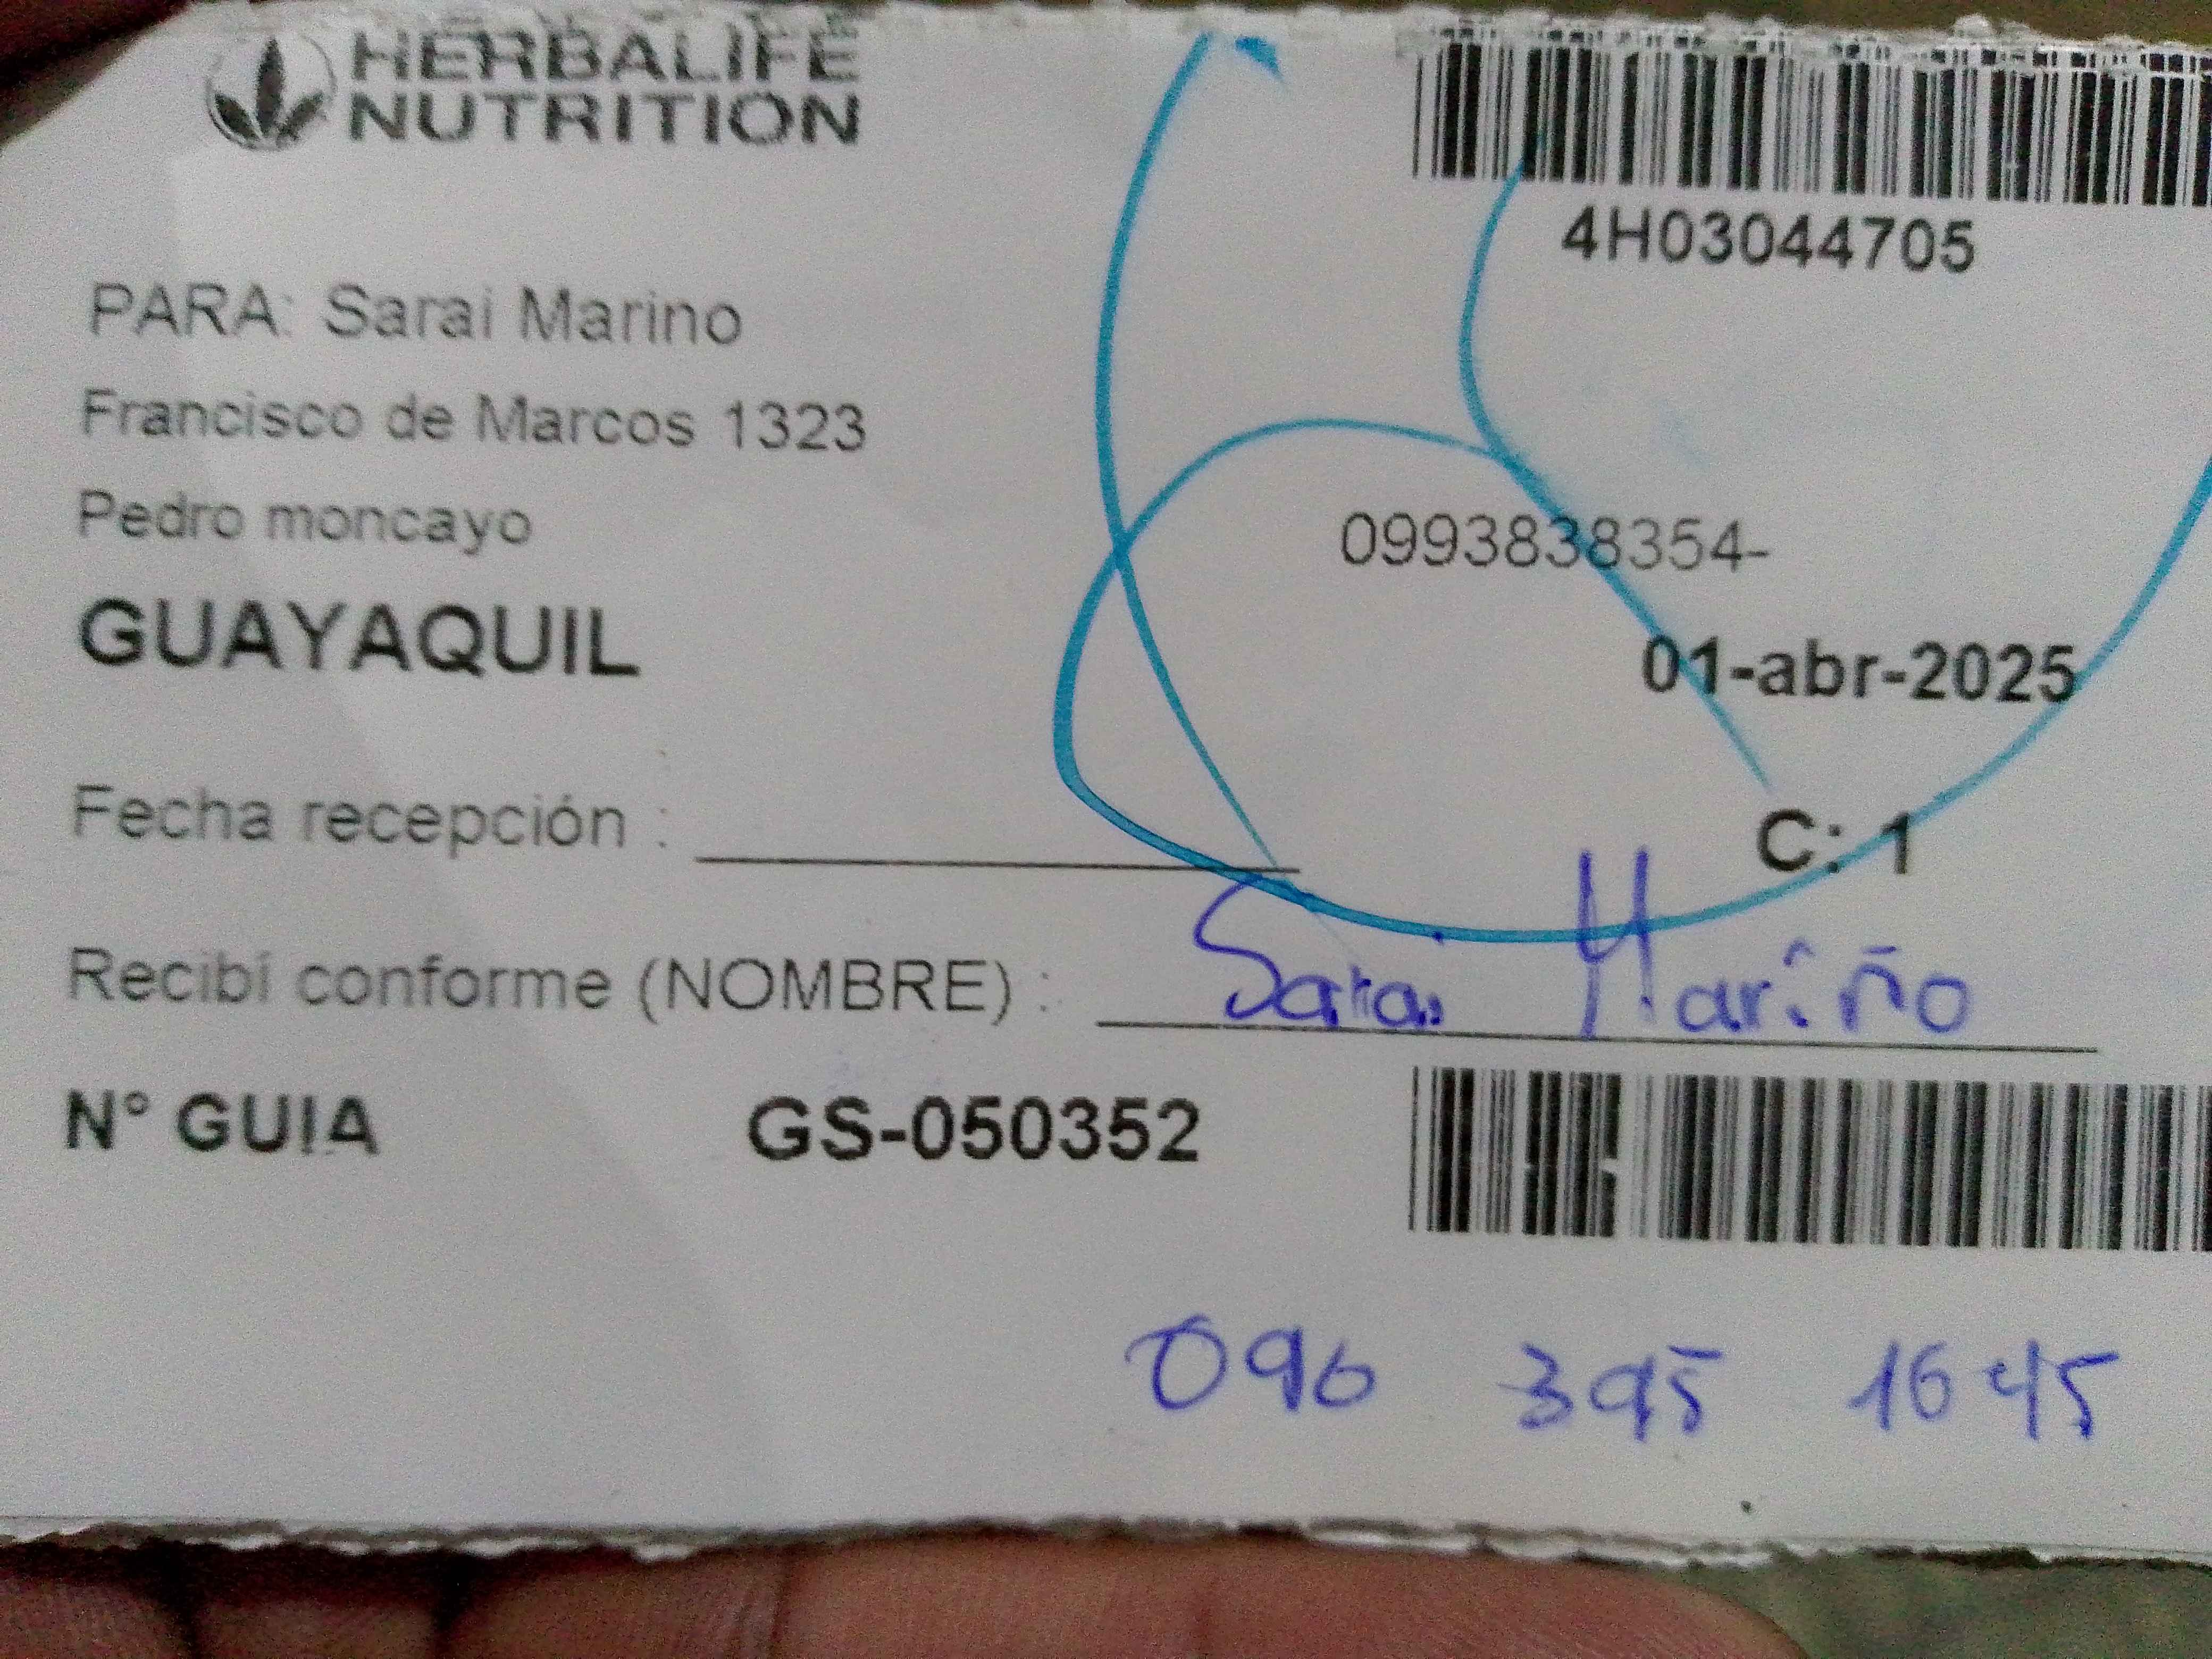 HERBALIFE
NUTRITION
4H03044705
PARA: Sarai Marino
Francisco de Marcos 1323
Pedro moncayo
0993838354-
GUAYAQUIL
01-abr-2025
Fecha recepción :
C: 1
Recibí conforme (NOMBRE) : Sarai Mariño
N° GUIA GS-050352
096 395 1645